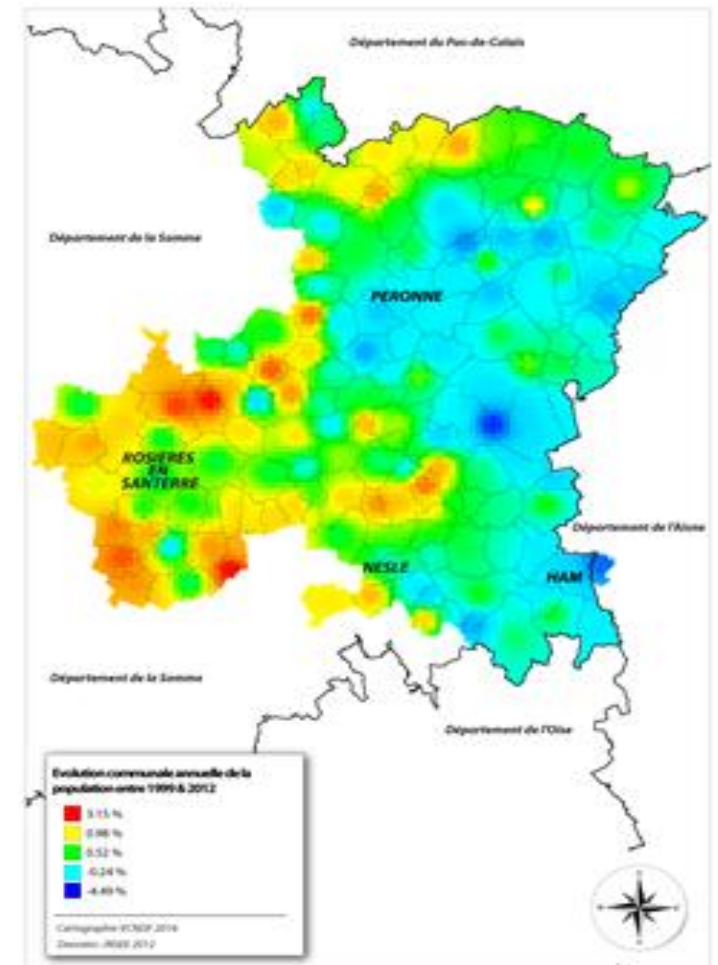 Département du Pas-de-Calais
Département de la Somme
PERONNE
ROSIERES
EN
SANTERRE
Département de l'Aisne
NESLE
HAM
Département de la Somme
Département de l'Oise
Evolution communale annuelle de la
population entre 1999 & 2012
3.15 %
0.98 %
0.52 %
-0.24 %
-4.49 %
Cartographie 2016
Données : INSEE 2012